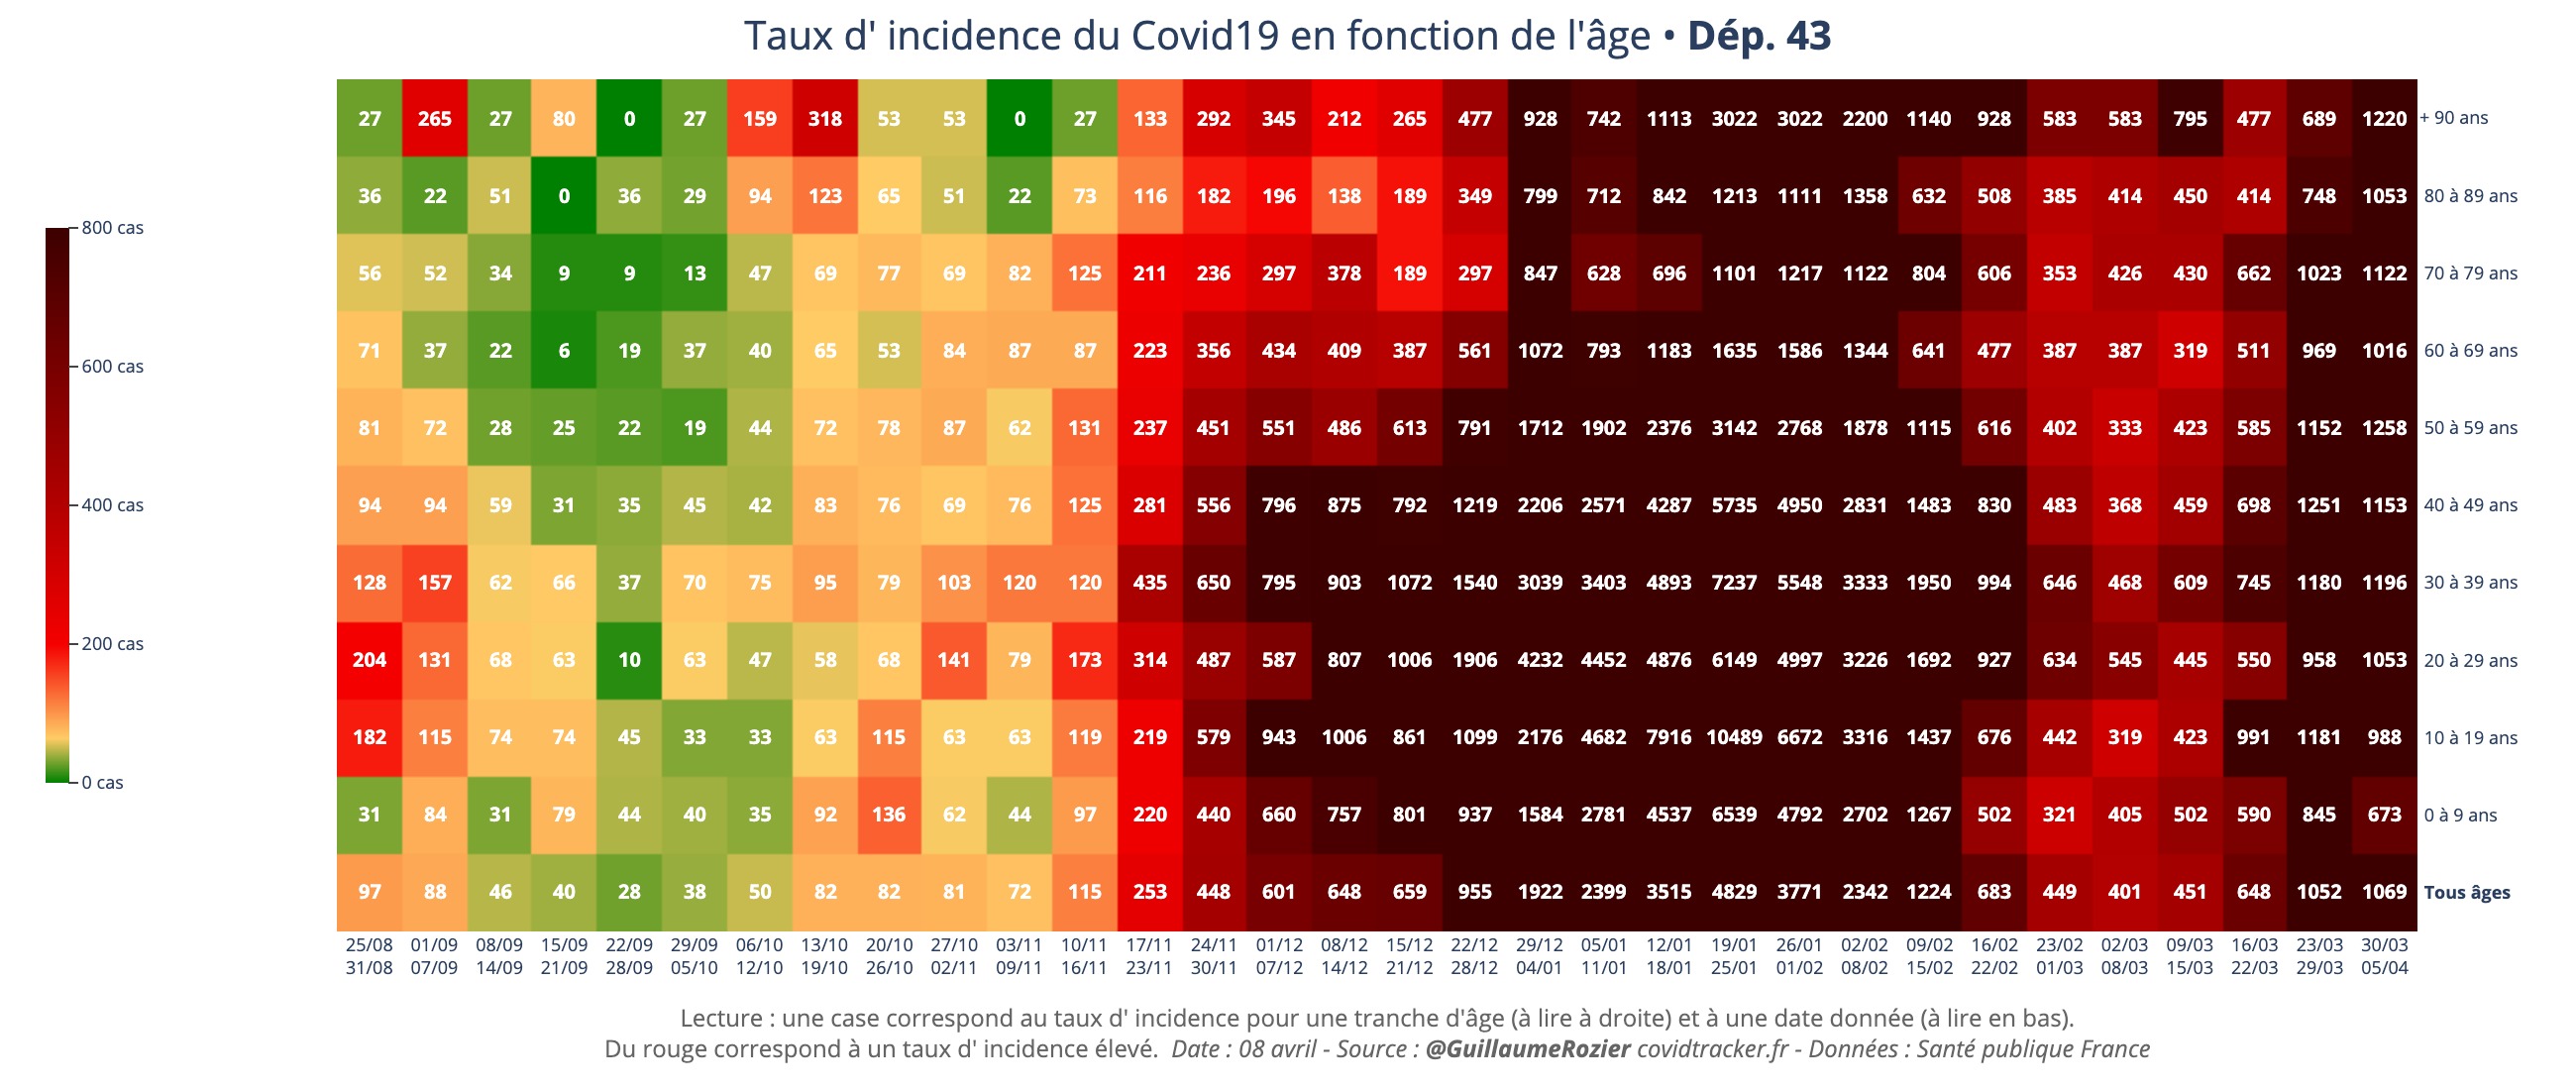 Taux d' incidence du Covid19 en fonction de l'âge • Dép. 43
800 cas
600 cas
400 cas
200 cas
0 cas
27 265 27 80 0 27 159 318 53 53 0 27 133 292 345 212 265 477 928 742 1113 3022 3022 2200 1140 928 583 583 795 477 689 1220 + 90 ans
36 22 51 0 36 29 94 123 65 51 22 73 116 182 196 138 189 349 799 712 842 1213 1111 1358 632 508 385 414 450 414 748 1053 80 à 89 ans
56 52 34 9 9 13 47 69 77 69 82 125 211 236 297 378 189 297 847 628 696 1101 1217 1122 804 606 353 426 430 662 1023 1122 70 à 79 ans
71 37 22 6 19 37 40 65 53 84 87 87 223 356 434 409 387 561 1072 793 1183 1635 1586 1344 641 477 387 387 319 511 969 1016 60 à 69 ans
81 72 28 25 22 19 44 72 78 87 62 131 237 451 551 486 613 791 1712 1902 2376 3142 2768 1878 1115 616 402 333 423 585 1152 1258 50 à 59 ans
94 94 59 31 35 45 42 83 76 69 76 125 281 556 796 875 792 1219 2206 2571 4287 5735 4950 2831 1483 830 483 368 459 698 1251 1153 40 à 49 ans
128 157 62 66 37 70 75 95 79 103 120 120 435 650 795 903 1072 1540 3039 3403 4893 7237 5548 3333 1950 994 646 468 609 745 1180 1196 30 à 39 ans
204 131 68 63 10 63 47 58 68 141 79 173 314 487 587 807 1006 1906 4232 4452 4876 6149 4997 3226 1692 927 634 545 445 550 958 1053 20 à 29 ans
182 115 74 74 45 33 33 63 115 63 63 119 219 579 943 1006 861 1099 2176 4682 7916 10489 6672 3316 1437 676 442 319 423 991 1181 988 10 à 19 ans
31 84 31 79 44 40 35 92 136 62 44 97 220 440 660 757 801 937 1584 2781 4537 6539 4792 2702 1267 502 321 405 502 590 845 673 0 à 9 ans
97 88 46 40 28 38 50 82 82 81 72 115 253 448 601 648 659 955 1922 2399 3515 4829 3771 2342 1224 683 449 401 451 648 1052 1069 Tous âges
25/08 01/09 08/09 15/09 22/09 29/09 06/10 13/10 20/10 27/10 03/11 10/11 17/11 24/11 01/12 08/12 15/12 22/12 29/12 05/01 12/01 19/01 26/01 02/02 09/02 16/02 23/02 02/03 09/03 16/03 23/03 30/03
31/08 07/09 14/09 21/09 28/09 05/10 12/10 19/10 26/10 02/11 09/11 16/11 23/11 30/11 07/12 14/12 21/12 28/12 04/01 11/01 18/01 25/01 01/02 08/02 15/02 22/02 01/03 08/03 15/03 22/03 29/03 05/04
Lecture : une case correspond au taux d' incidence pour une tranche d'âge (à lire à droite) et à une date donnée (à lire en bas).
Du rouge correspond à un taux d' incidence élevé. Date : 08 avril - Source : @GuillaumeRozier covidtracker.fr - Données : Santé publique France